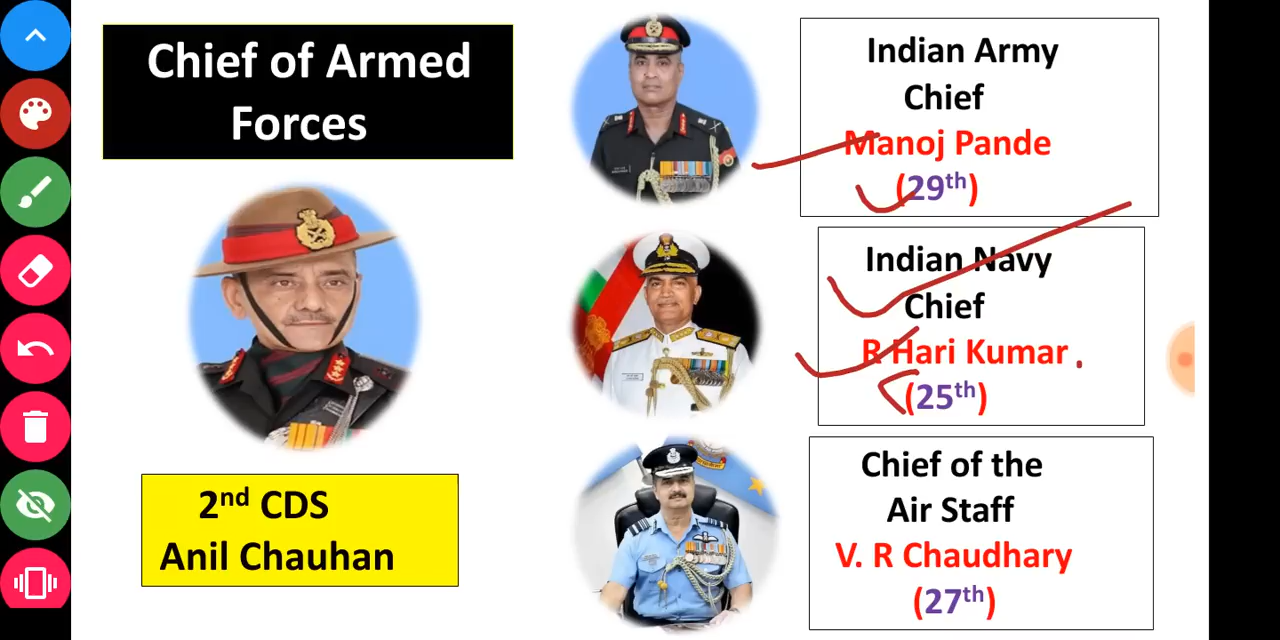 Chief of Armed
Forces
2nd CDS
Anil Chauhan
Indian Army
Chief
Manoj Pande
(29th)
Indian Navy
Chief
R Hari Kumar
(25th)
Chief of the
Air Staff
V. R Chaudhary
(27th)